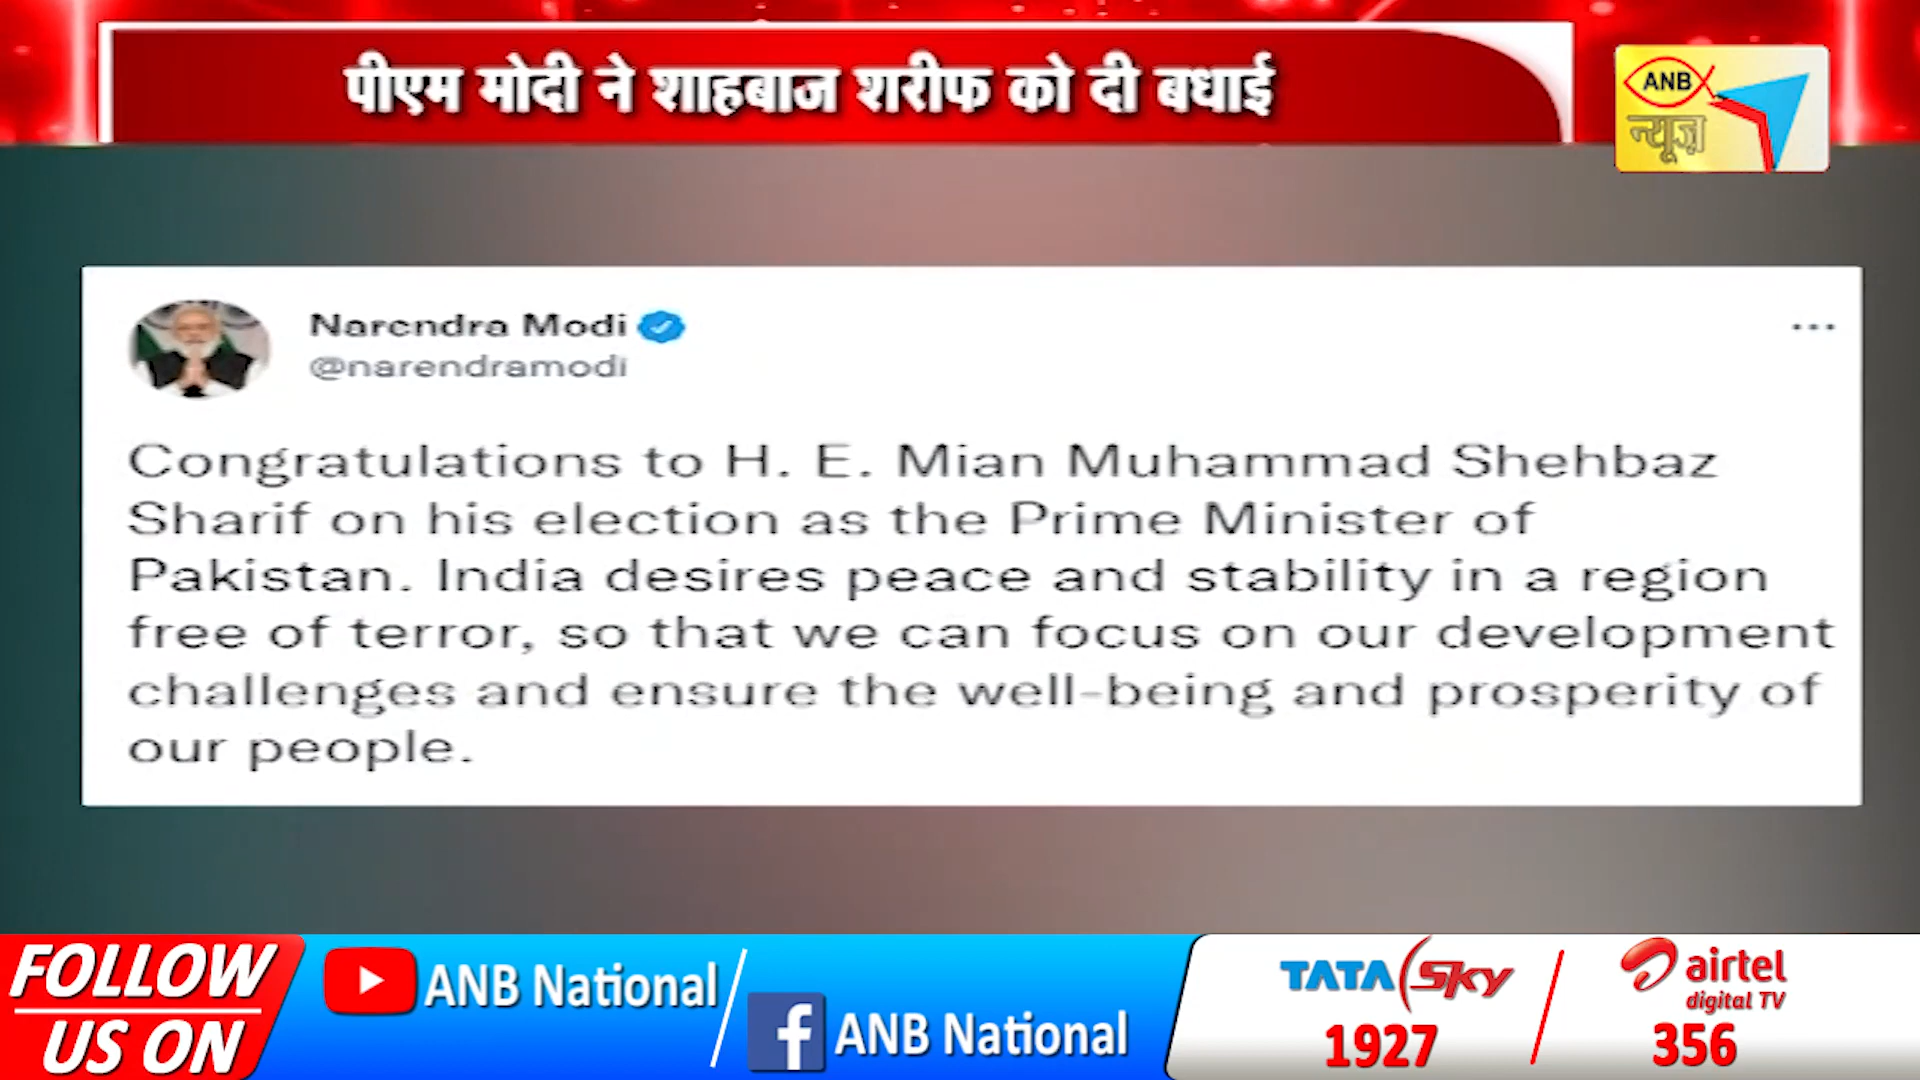 पीएम मोदी ने शाहबाज शरीफ को दी बधाई
ANB
न्यूज़
Narendra Modi
@narendramodi
Congratulations to H. E. Mian Muhammad Shehbaz
Sharif on his election as the Prime Minister of
Pakistan. India desires peace and stability in a region
free of terror, so that we can focus on our development
challenges and ensure the well-being and prosperity of
our people.
FOLLOW
US ON
ANB National
ANB National
TATA Sky
1927
airtel
digital TV
356